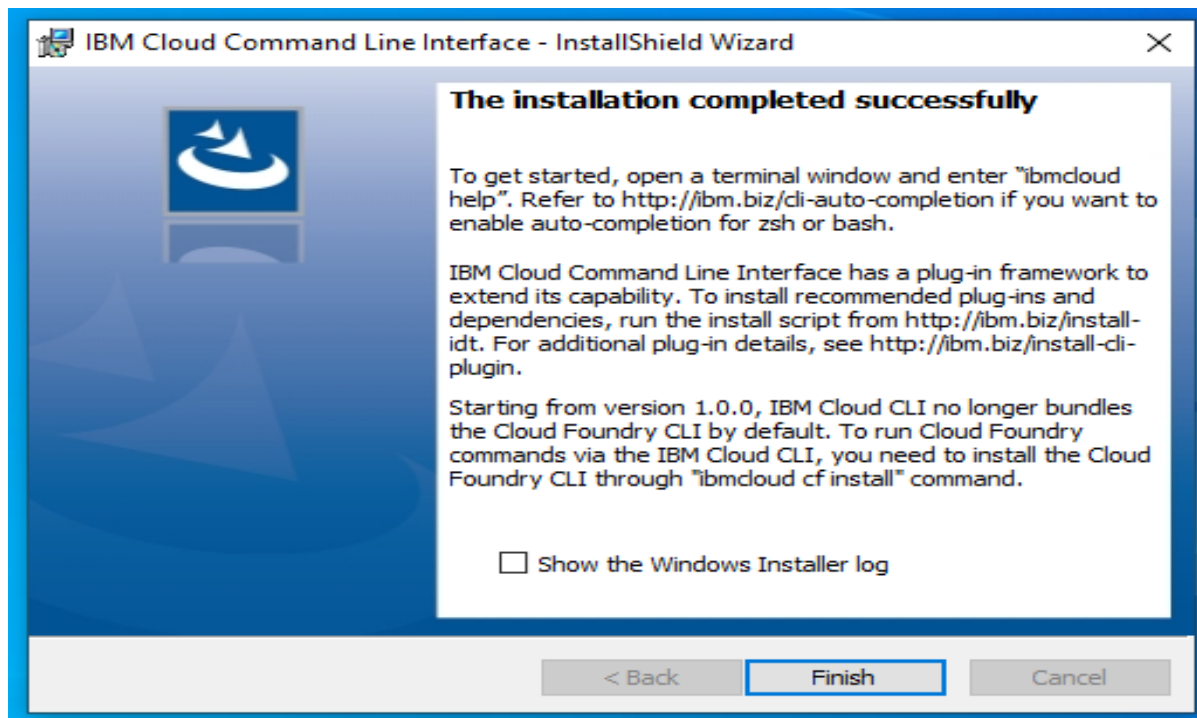 IBM Cloud Command Line Interface - InstallShield Wizard
The installation completed successfully
To get started, open a terminal window and enter "ibmcloud
help". Refer to http://ibm.biz/cli-auto-completion if you want to
enable auto-completion for zsh or bash.
IBM Cloud Command Line Interface has a plug-in framework to
extend its capability. To install recommended plug-ins and
dependencies, run the install script from http://ibm.biz/install-
idt. For additional plug-in details, see http://ibm.biz/install-cli-
plugin.
Starting from version 1.0.0, IBM Cloud CLI no longer bundles
the Cloud Foundry CLI by default. To run Cloud Foundry
commands via the IBM Cloud CLI, you need to install the Cloud
Foundry CLI through "ibmcloud cf install" command.
Show the Windows Installer log
< Back Finish Cancel